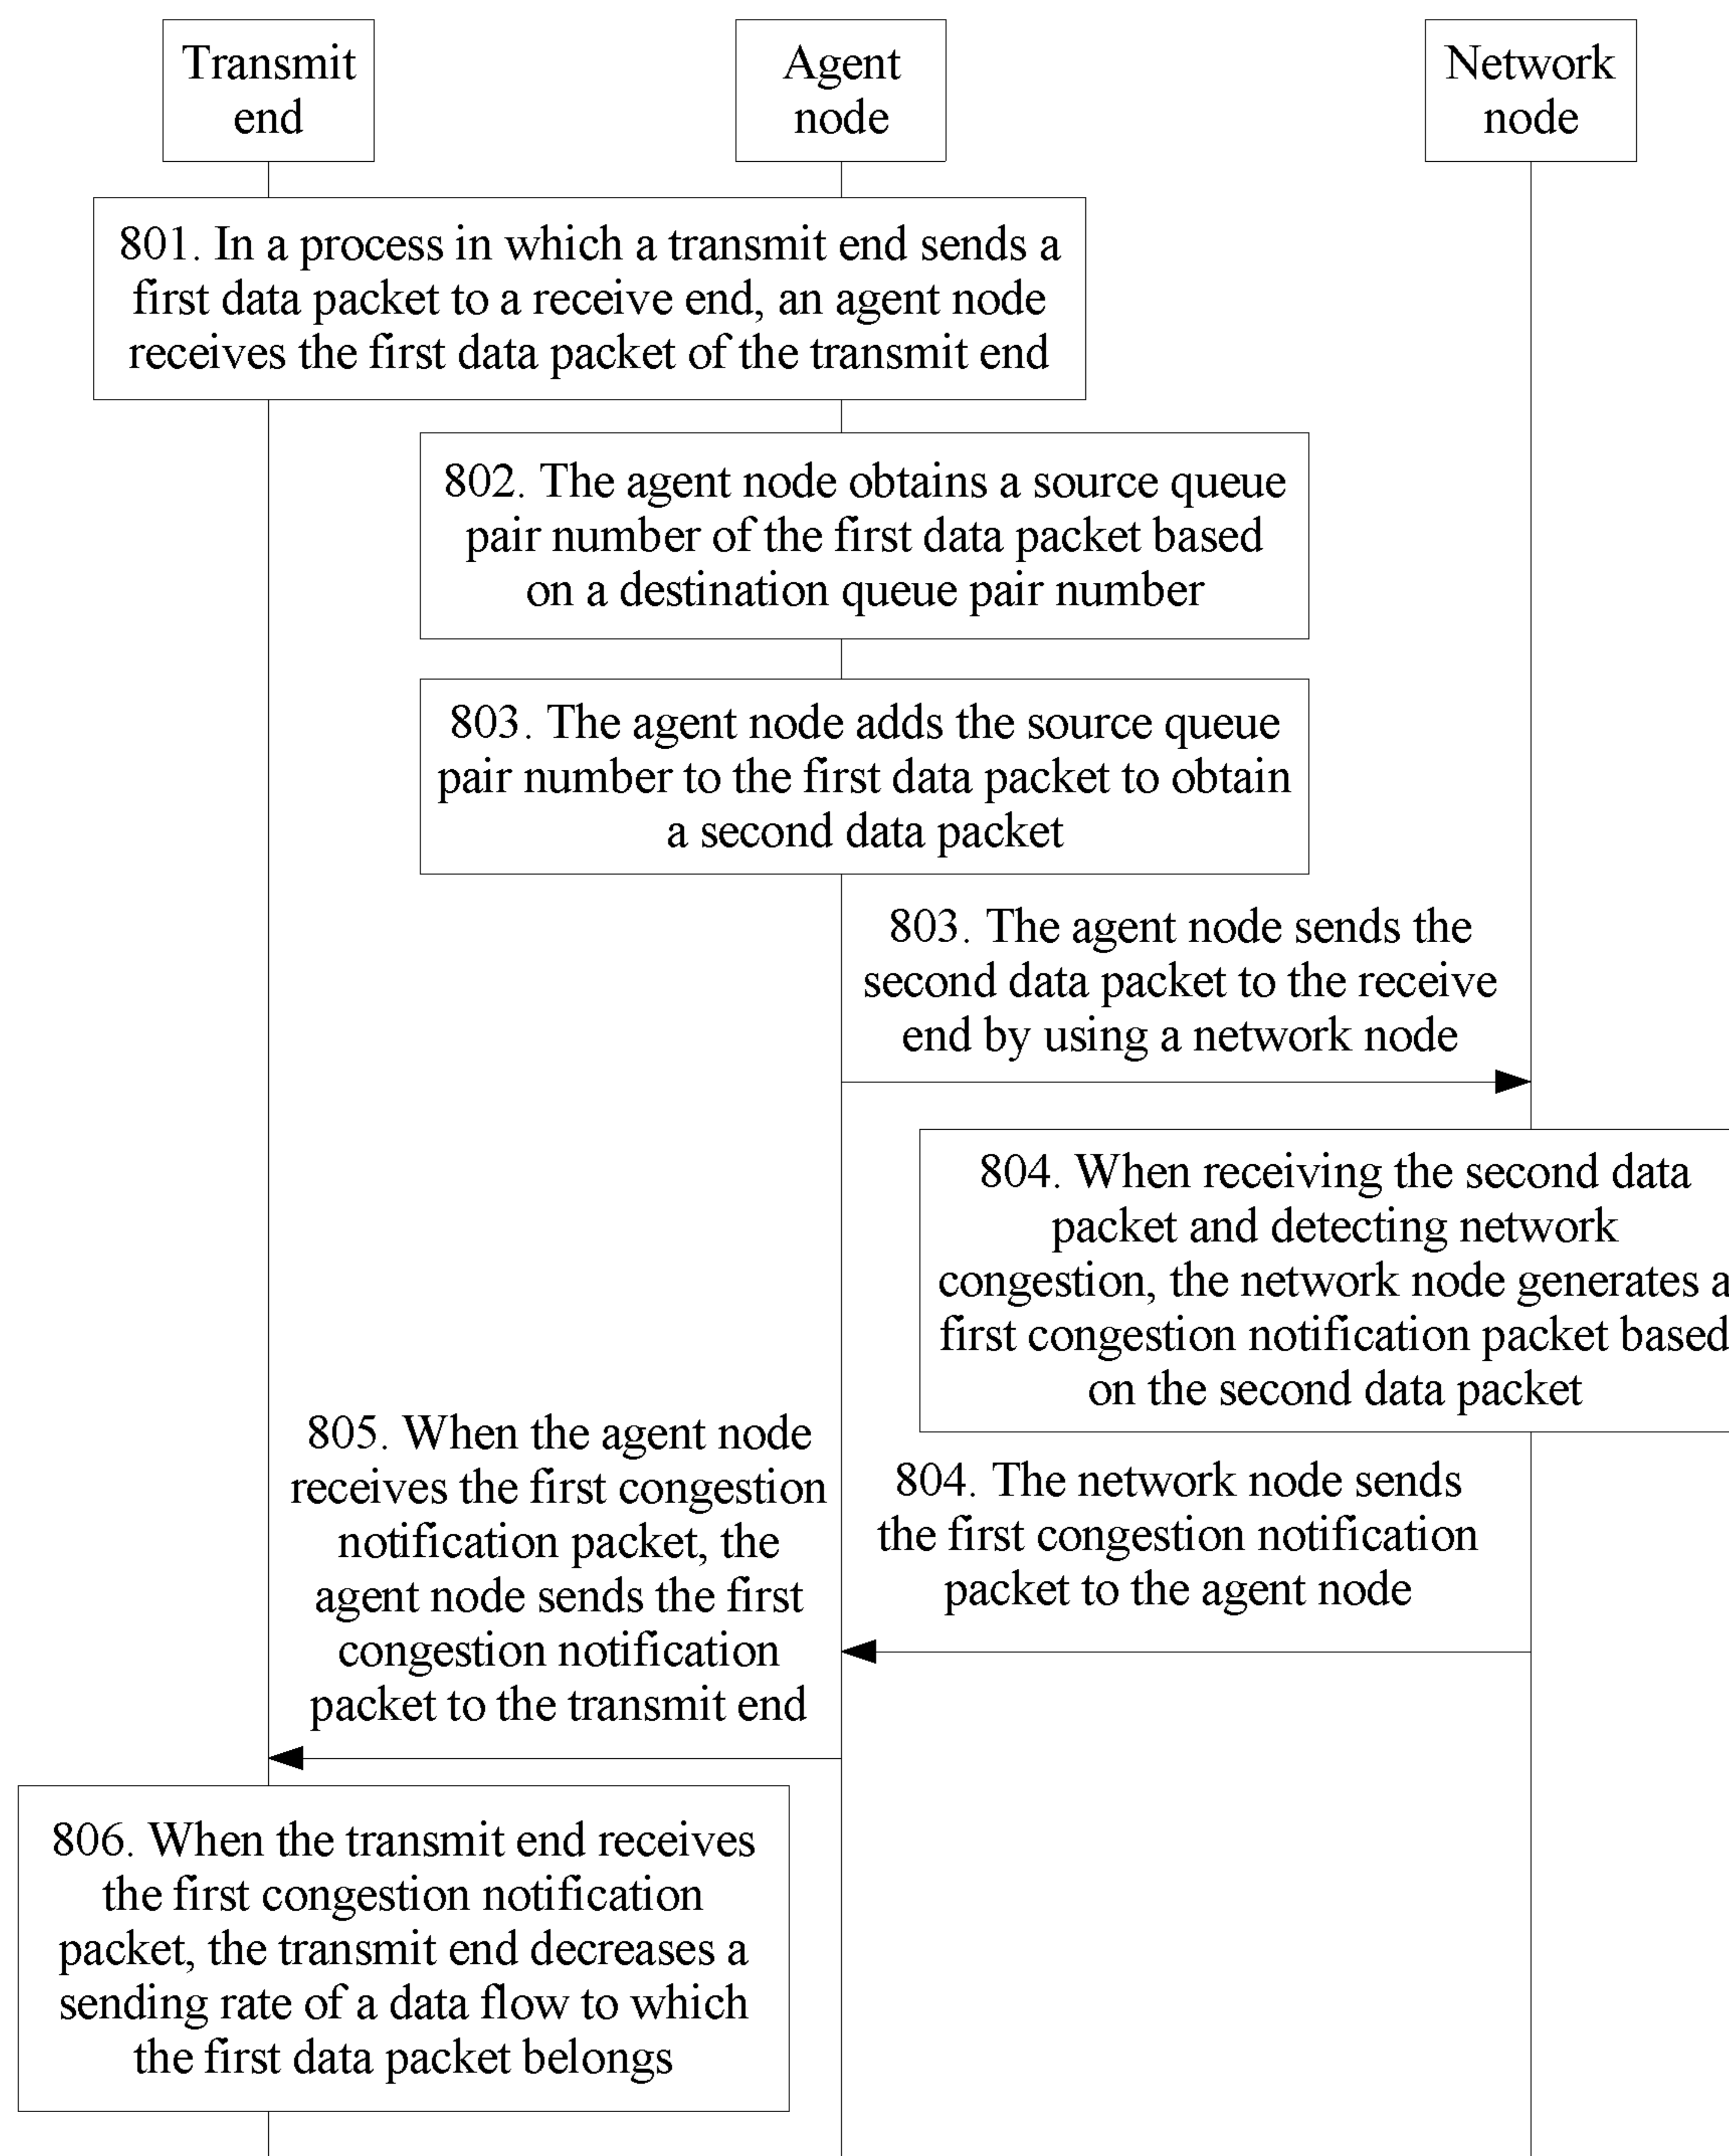 Transmit
end
Agent
node
Network
node
801. In a process in which a transmit end sends a
first data packet to a receive end, an agent node
receives the first data packet of the transmit end
802. The agent node obtains a source queue
pair number of the first data packet based
on a destination queue pair number
803. The agent node adds the source queue
pair number to the first data packet to obtain
a second data packet
803. The agent node sends the
second data packet to the receive
end by using a network node
804. When receiving the second data
packet and detecting network
congestion, the network node generates a
first congestion notification packet based
on the second data packet
804. The network node sends
the first congestion notification
packet to the agent node
805. When the agent node
receives the first congestion
notification packet, the
agent node sends the first
congestion notification
packet to the transmit end
806. When the transmit end receives
the first congestion notification
packet, the transmit end decreases a
sending rate of a data flow to which
the first data packet belongs